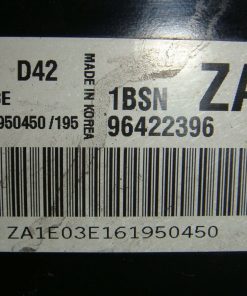 D42
ZA
MADE IN KOREA
1BSN
950450 /195
96422396
ZA1E03E161950450